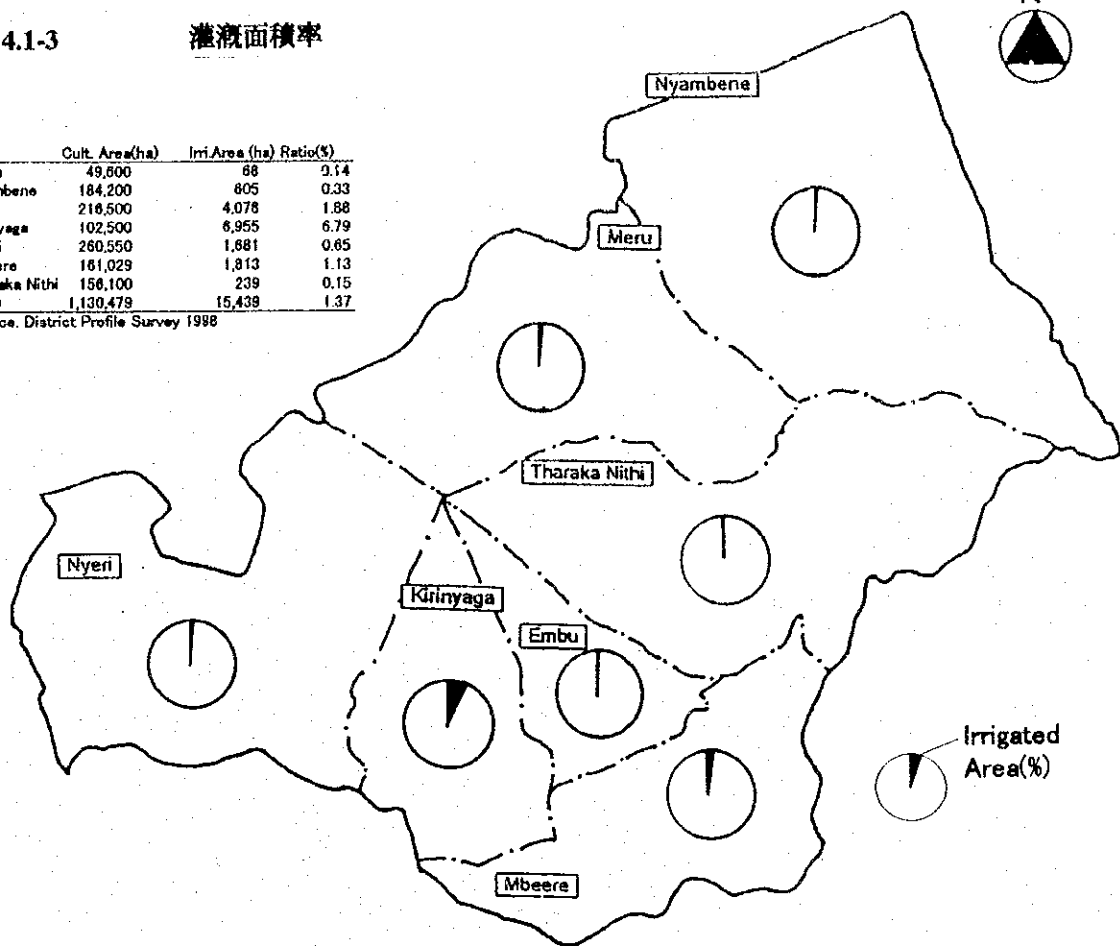 4.1-3 灌漑面積率
N
Cult. Area(ha) Irri.Area (ha) Ratio(%)
49,600 68 0.14
mbene 184,200 605 0.33
216,500 4,078 1.88
yaga 102,500 6,955 6.79
i 260,550 1,681 0.65
ere 161,029 1,813 1.13
aka Nithi 156,100 239 0.15
1,130,479 15,439 1.37
ce. District Profile Survey 1998
Nyambene
Meru
Tharaka Nithi
Nyeri
Kirinyaga
Embu
Irrigated
Area(%)
Mbeere